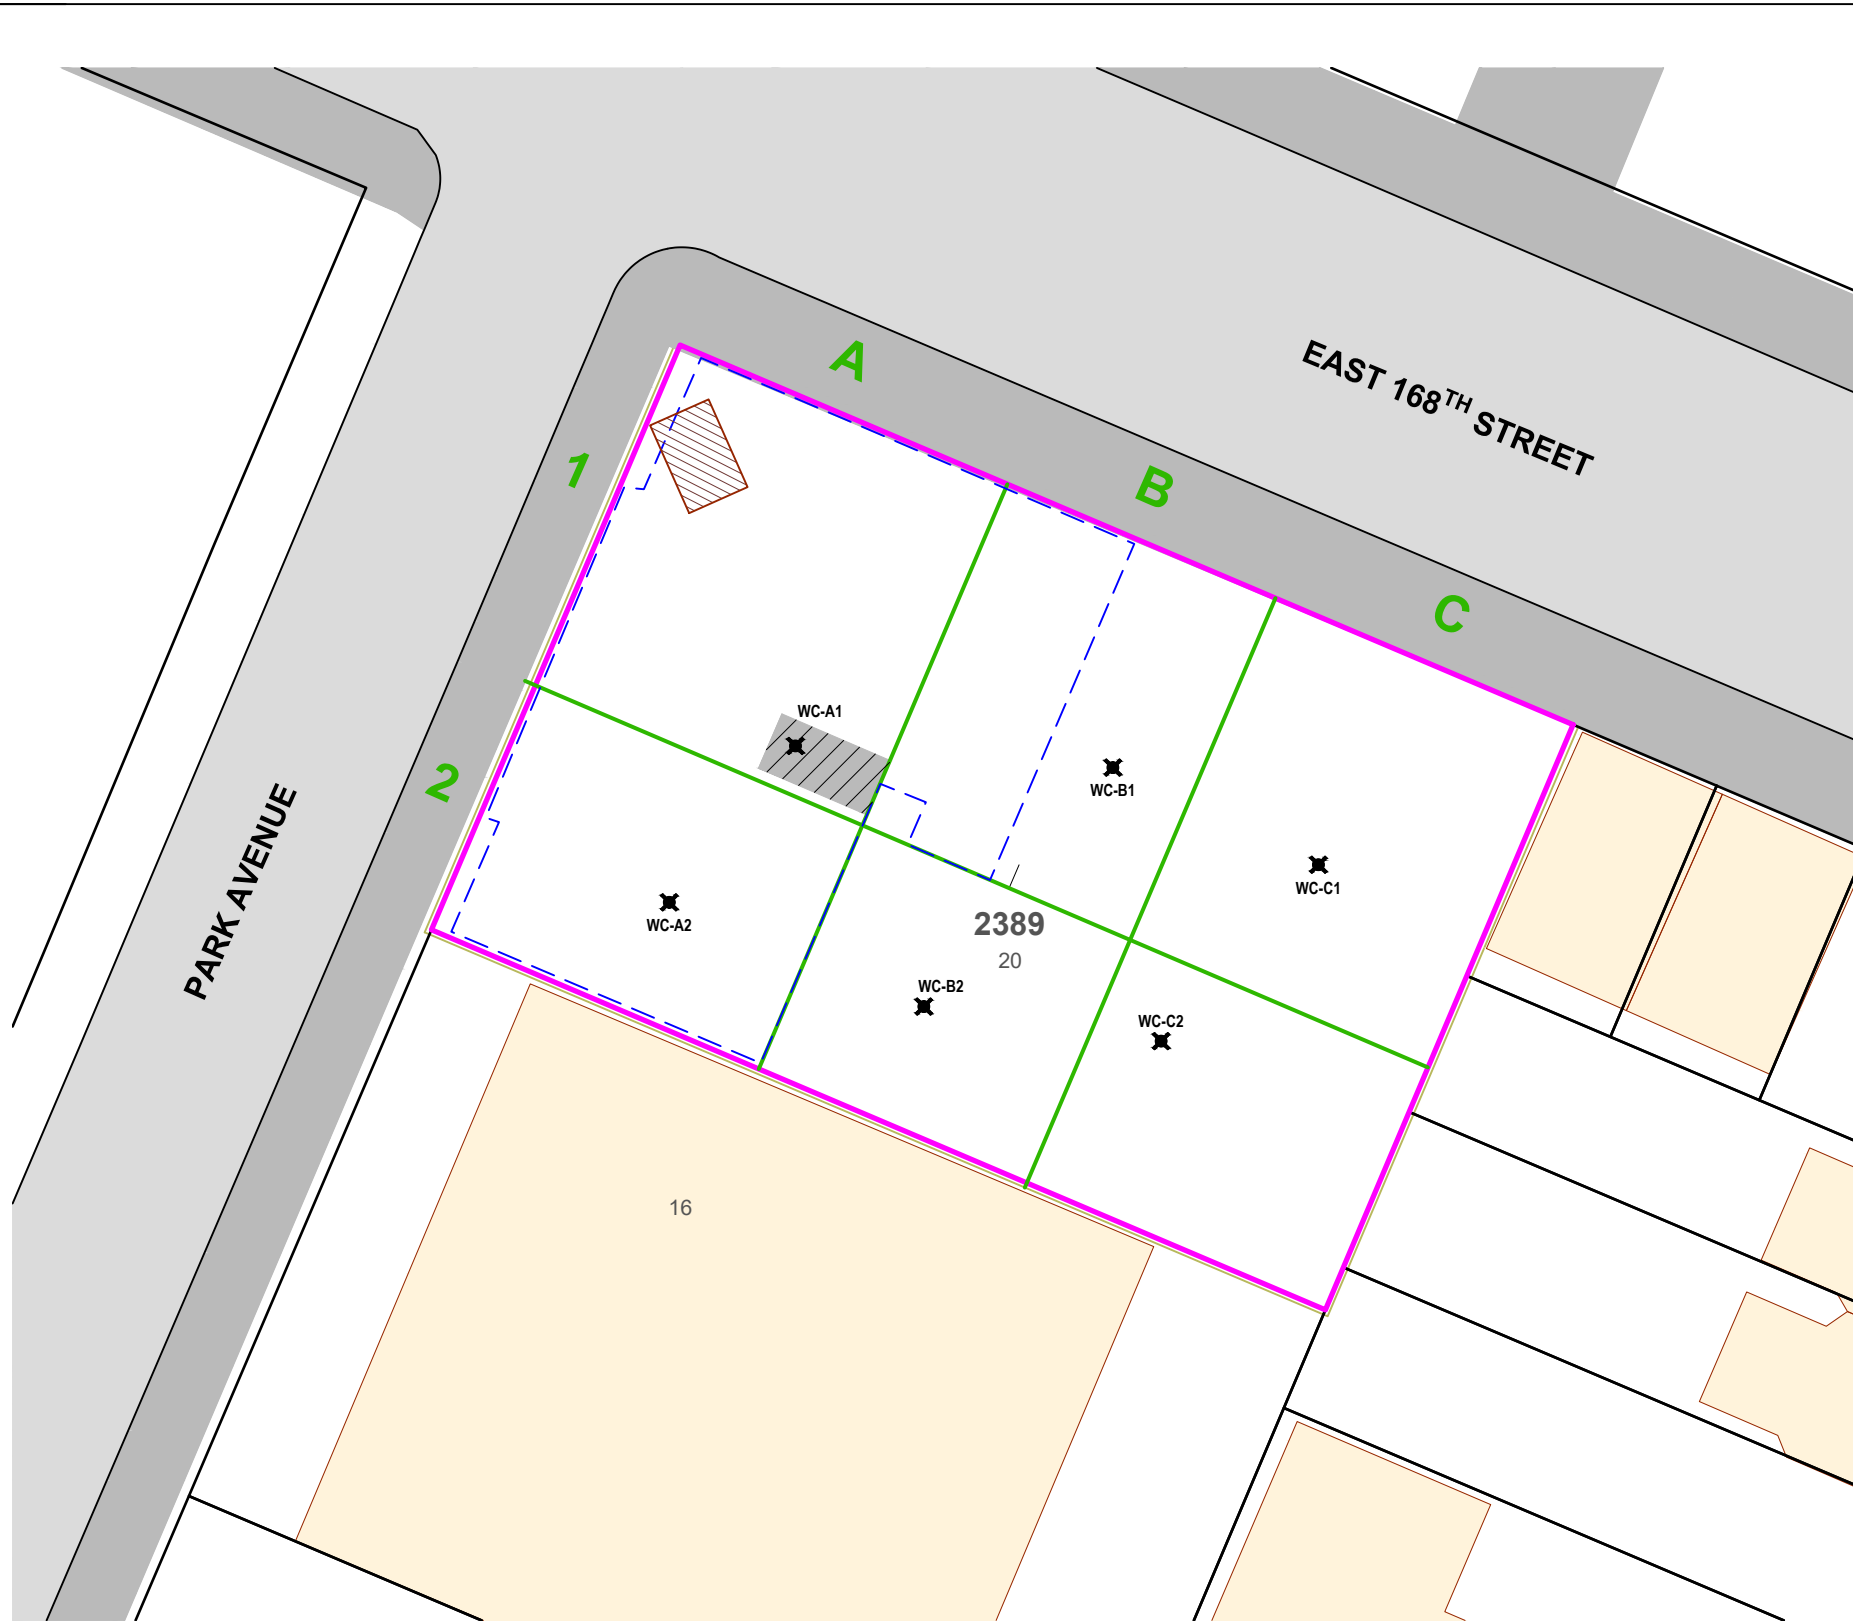 A
EAST 168TH STREET
1
B
C
WC-A1
2
WC-B1
PARK AVENUE
WC-C1
WC-A2
2389
20
WC-B2
WC-C2
16